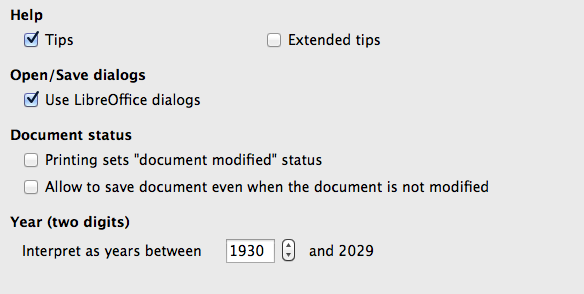 Help
Tips Extended tips
Open/Save dialogs
Use LibreOffice dialogs
Document status
Printing sets "document modified" status
Allow to save document even when the document is not modified
Year (two digits)
Interpret as years between 1930 and 2029